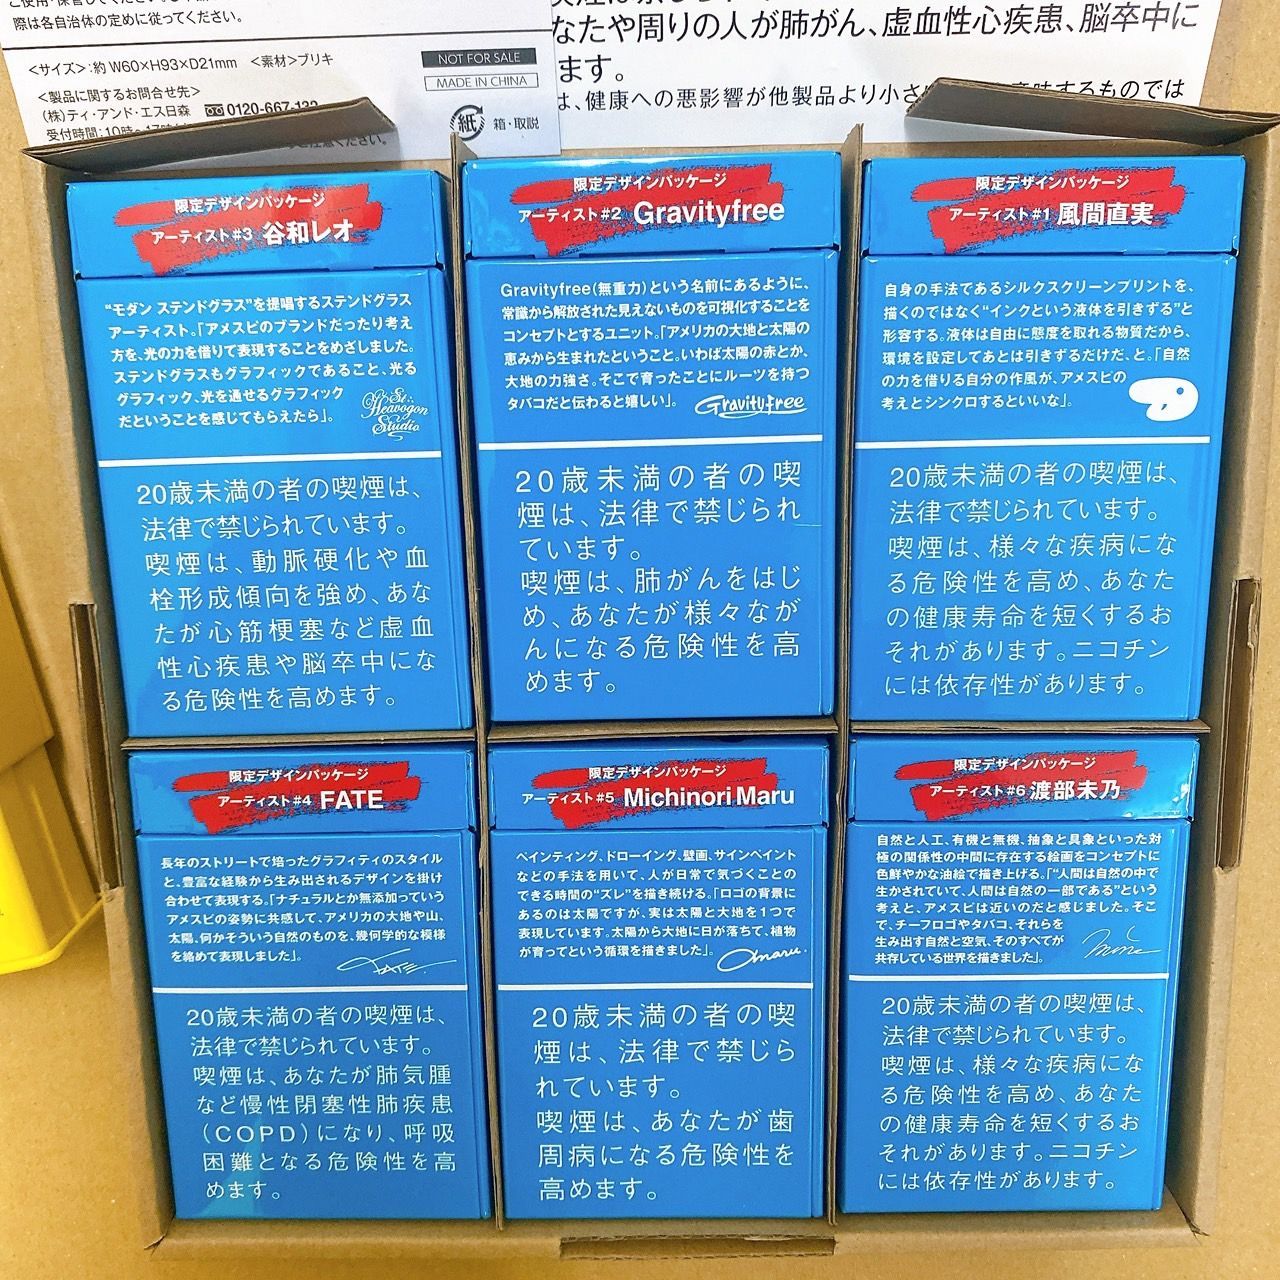 際は各自治体の定めに従ってください。
<サイズ>:約W60×H93×D21mm <素材>ブリキ
<製品に関するお問合せ先>
(株)ティ・アンド・エス日森 0120-667-132
受付時間:10時~17時
NOT FOR SALE
MADE IN CHINA
紙 箱・取説
なたや周りの人が肺がん、虚血性心疾患、脳卒中に
ます。
は、健康への悪影響が他製品より小さ
味するものでは
限定デザインパッケージ
アーティスト#3 谷和レオ
“モダン ステンドグラス”を提唱するステンドグラス
アーティスト。「アメスピのブランドだったり考え
方を、光の力を借りて表現することをめざしました。
ステンドグラスもグラフィックであること、光る
グラフィック、光を通せるグラフィック
だということを感じてもらえたら」。
Heavogon
Studio
20歳未満の者の喫煙は、
法律で禁じられています。
喫煙は、動脈硬化や血
栓形成傾向を強め、あな
たが心筋梗塞など虚血
性心疾患や脳卒中にな
る危険性を高めます。
限定デザインパッケージ
アーティスト#2 Gravityfree
Gravityfree(無重力)という名前にあるように、
常識から解放された見えないものを可視化することを
コンセプトとするユニット。「アメリカの大地と太陽の
恵みから生まれたということ。いわば太陽の赤とか、
大地の力強さ。そこで育ったことにルーツを持つ
タバコだと伝わると嬉しい」。
Gravityfree
20歳未満の者の喫
煙は、法律で禁じられ
ています。
喫煙は、肺がんをはじ
め、あなたが様々なが
んになる危険性を高
めます。
限定デザインパッケージ
アーティスト#1 風間直実
自身の手法であるシルクスクリーンプリントを、
描くのではなく“インクという液体を引きずる”と
形容する。液体は自由に態度を取れる物質だから、
環境を設定してあとは引きずるだけだ、と。「自然
の力を借りる自分の作風が、アメスピの
考えとシンクロするといいな」。
20歳未満の者の喫煙は、
法律で禁じられています。
喫煙は、様々な疾病にな
る危険性を高め、あなた
の健康寿命を短くするお
それがあります。ニコチン
には依存性があります。
限定デザインパッケージ
アーティスト#4 FATE
長年のストリートで培ったグラフィティのスタイル
と、豊富な経験から生み出されるデザインを掛け
合わせて表現する。「ナチュラルとか無添加っていう
アメスピの姿勢に共感して、アメリカの大地や山、
太陽、何かそういう自然のものを、幾何学的な模様
を絡めて表現しました」。
FATE.
20歳未満の者の喫煙は、
法律で禁じられています。
喫煙は、あなたが肺気腫
など慢性閉塞性肺疾患
(COPD)になり、呼吸
困難となる危険性を高
めます。
限定デザインパッケージ
アーティスト#5 Michinori Maru
ペインティング、ドローイング、壁画、サインペイント
などの手法を用いて、人が日常で気づくことの
できる時間の“ズレ”を描き続ける。「ロゴの背景に
あるのは太陽ですが、実は太陽と大地を1つで
表現しています。太陽から大地に日が落ちて、植物
が育ってという循環を描きました」。
20歳未満の者の喫
煙は、法律で禁じら
れています。
喫煙は、あなたが歯
周病になる危険性を
高めます。
限定デザインパッケージ
アーティスト#6 渡部未乃
自然と人工、有機と無機、抽象と具象といった対
極の関係性の中間に存在する絵画をコンセプトに
色鮮やかな油絵で描き上げる。「“人間は自然の中で
生かされていて、人間は自然の一部である”という
考えと、アメスピは近いのだと感じました。そこ
で、チーフロゴやタバコ、それらを
生み出す自然と空気、そのすべてが
共存している世界を描きました」。
20歳未満の者の喫煙は、
法律で禁じられています。
喫煙は、様々な疾病にな
る危険性を高め、あなた
の健康寿命を短くするお
それがあります。ニコチン
には依存性があります。